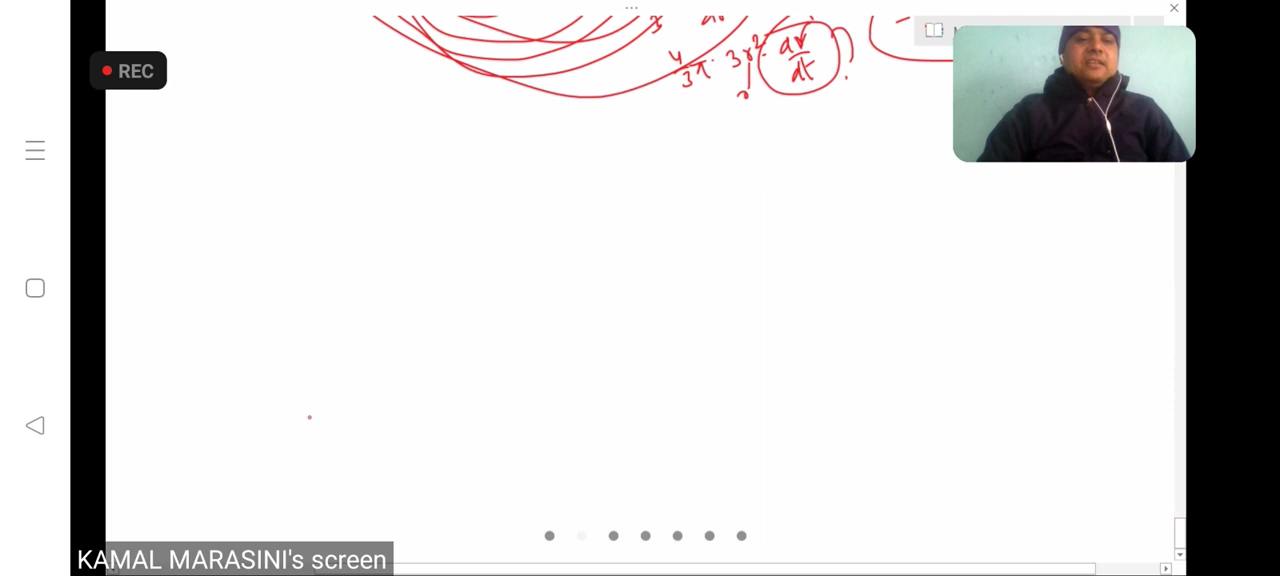 4/3 π · 3r² · dr/dt ) ?
REC
KAMAL MARASINI's screen